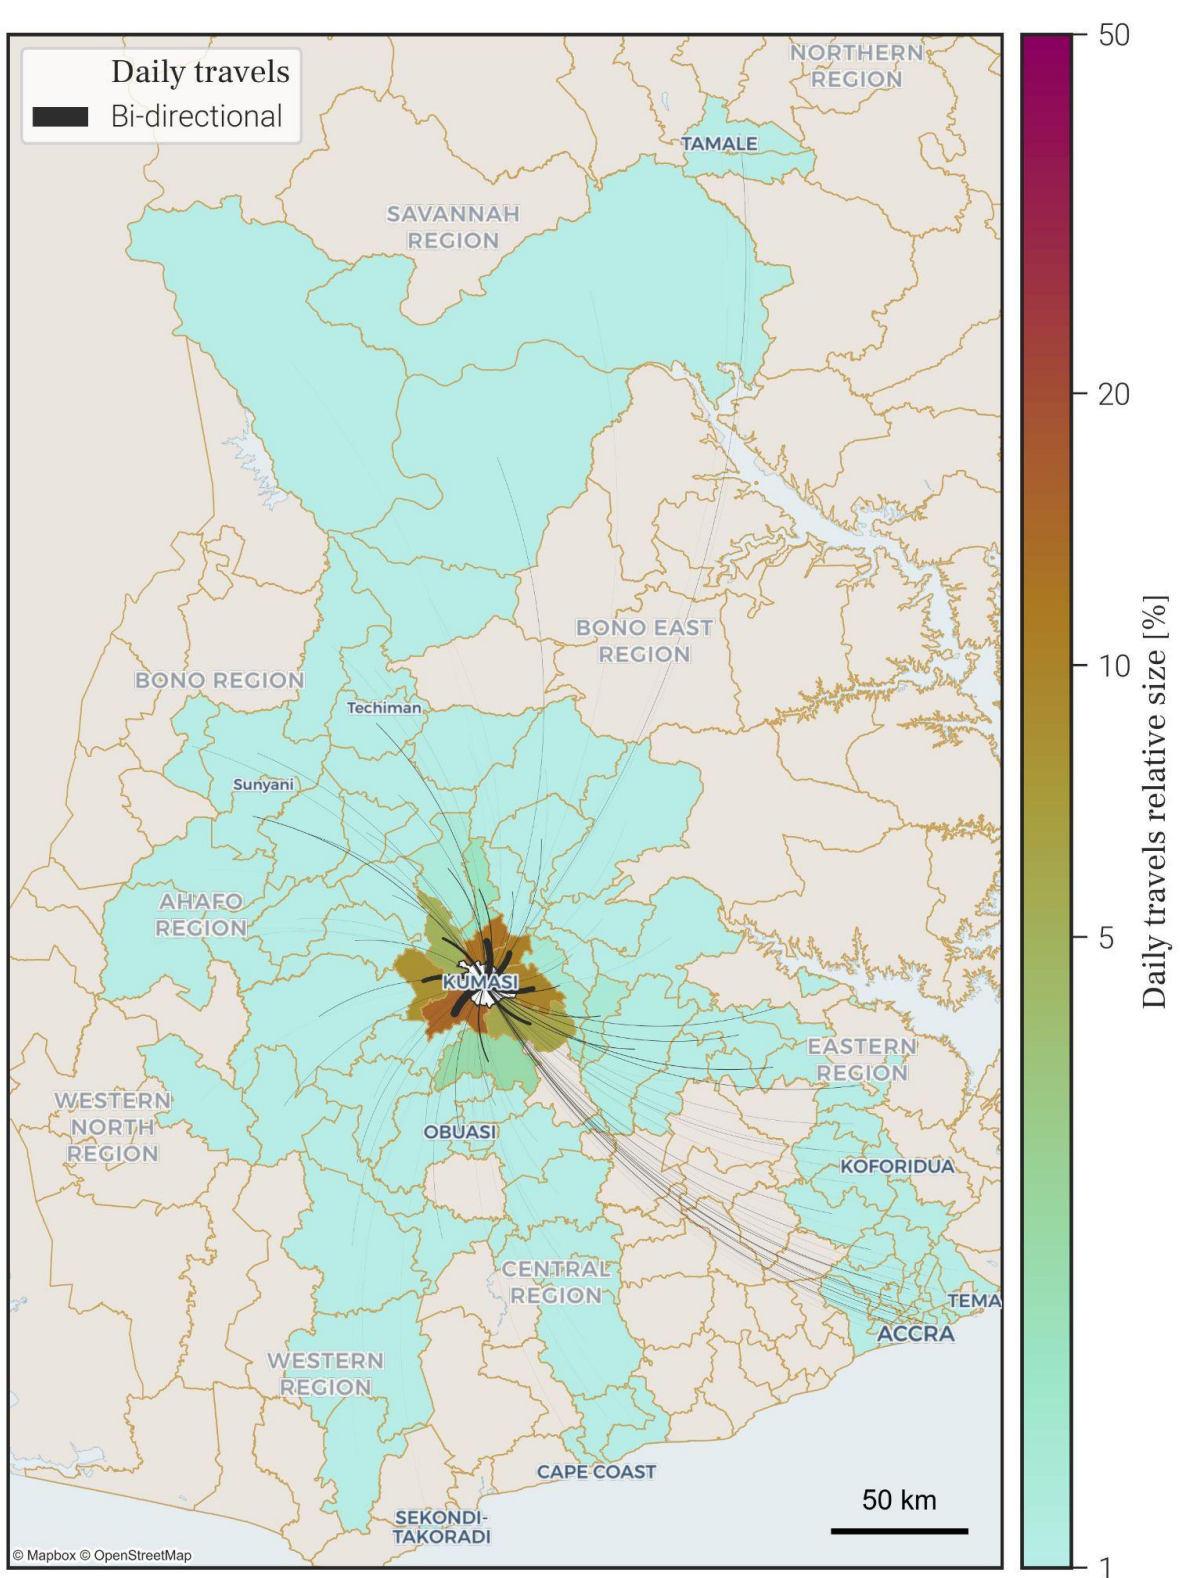 Daily travels
Bi-directional
NORTHERN
REGION
TAMALE
SAVANNAH
REGION
BONO EAST
REGION
BONO REGION
Techiman
Sunyani
AHAFO
REGION
KUMASI
EASTERN
REGION
WESTERN
NORTH
REGION
OBUASI
KOFORIDUA
CENTRAL
REGION
TEMA
ACCRA
WESTERN
REGION
CAPE COAST
SEKONDI-
TAKORADI
50 km
© Mapbox © OpenStreetMap
50
20
10
5
1
Daily travels relative size [%]